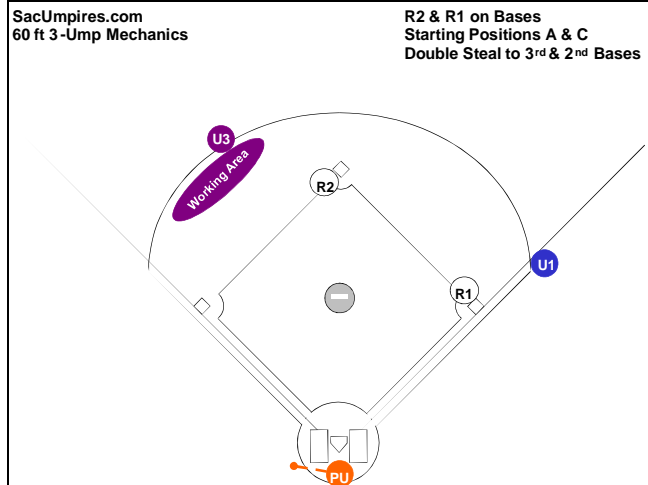 SacUmpires.com
60 ft 3-Ump Mechanics
R2 & R1 on Bases
Starting Positions A & C
Double Steal to 3rd & 2nd Bases
U3
Working Area
R2
U1
R1
PU